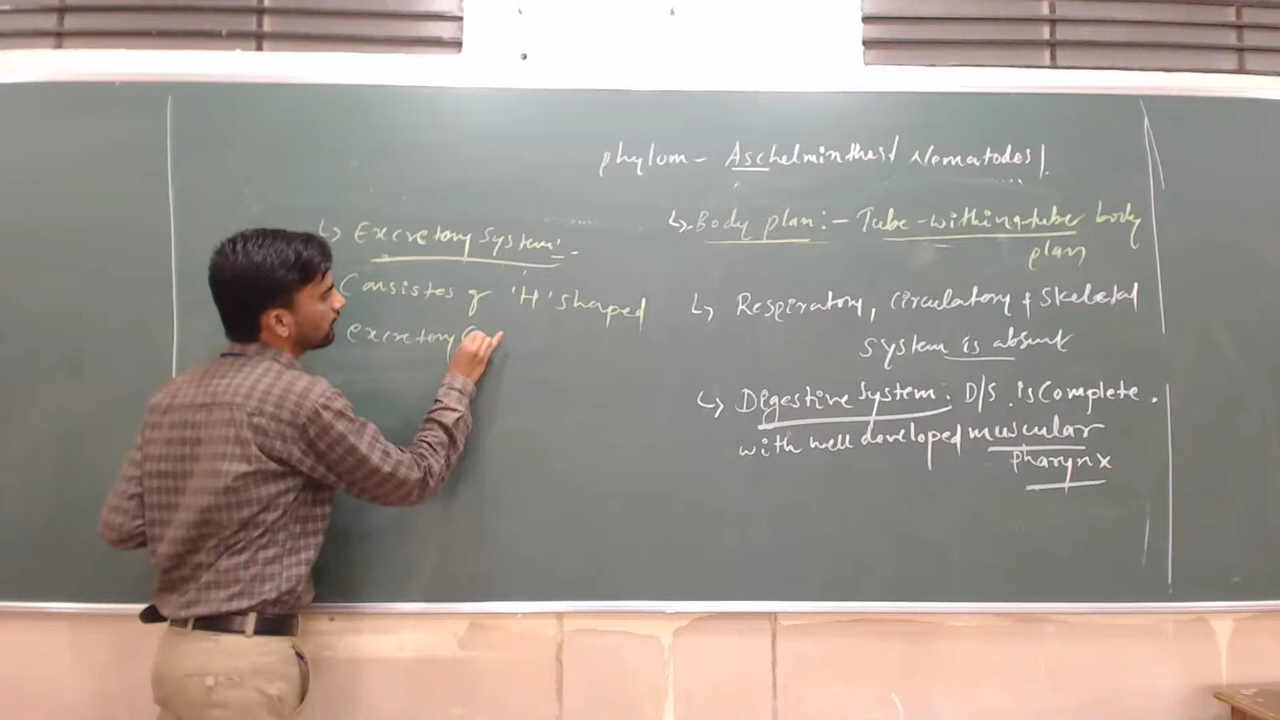 phylum - Aschelminthes / Nematodes /.
↳ Body plan :- Tube-within-tube body
plan
↳ Respiratory, circulatory & skeletal
system is absent
↳ Digestive system : D/S is complete.
with well developed muscular
pharynx
↳ Excretory system :-
Consistes of 'H' shaped
excretory